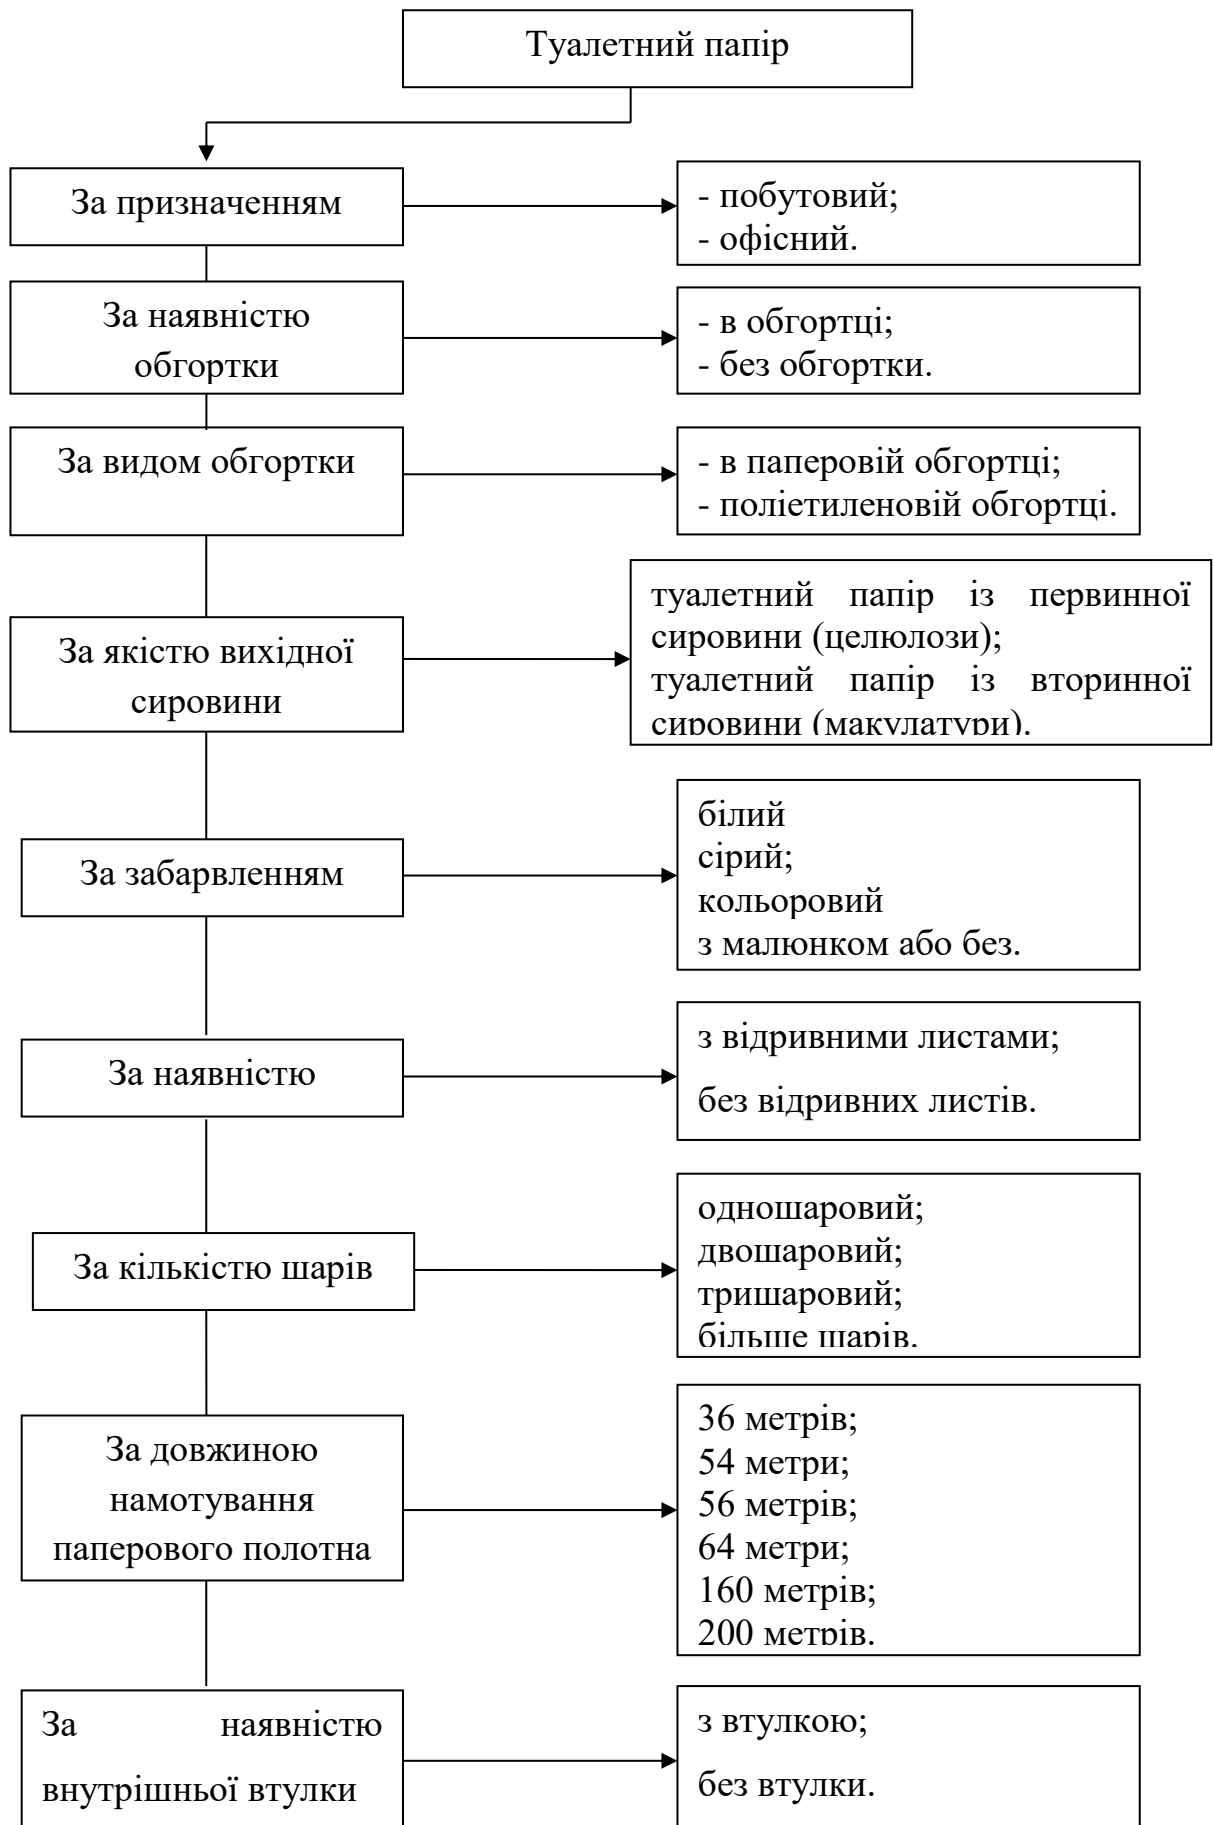 Туалетний папір
За призначенням
- побутовий;
- офісний.
За наявністю
обгортки
- в обгортці;
- без обгортки.
За видом обгортки
- в паперовій обгортці;
- поліетиленовій обгортці.
За якістю вихідної
сировини
туалетний папір із первинної
сировини (целюлози);
туалетний папір із вторинної
сировини (макулатури).
За забарвленням
білий
сірий;
кольоровий
з малюнком або без.
За наявністю
з відривними листами;
без відривних листів.
За кількістю шарів
одношаровий;
двошаровий;
тришаровий;
більше шарів.
За довжиною
намотування
паперового полотна
36 метрів;
54 метри;
56 метрів;
64 метри;
160 метрів;
200 метрів.
За наявністю
внутрішньої втулки
з втулкою;
без втулки.